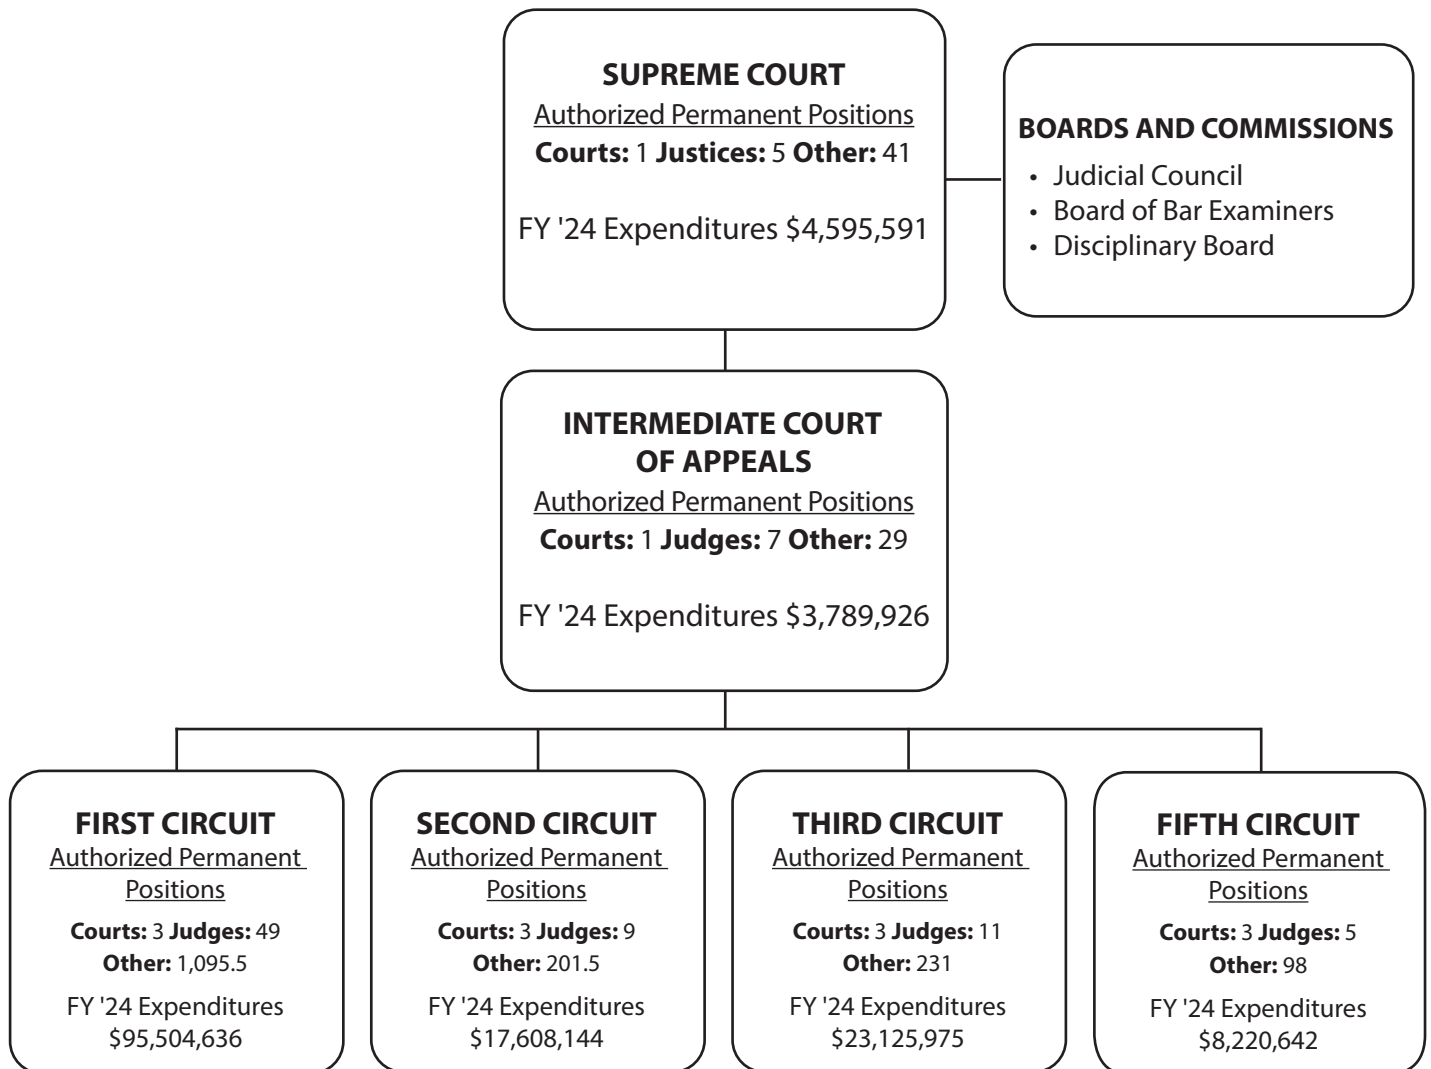 SUPREME COURT
Authorized Permanent Positions
Courts: 1 Justices: 5 Other: 41
FY '24 Expenditures $4,595,591
BOARDS AND COMMISSIONS
• Judicial Council
• Board of Bar Examiners
• Disciplinary Board
INTERMEDIATE COURT
OF APPEALS
Authorized Permanent Positions
Courts: 1 Judges: 7 Other: 29
FY '24 Expenditures $3,789,926
FIRST CIRCUIT
Authorized Permanent
Positions
Courts: 3 Judges: 49
Other: 1,095.5
FY '24 Expenditures
$95,504,636
SECOND CIRCUIT
Authorized Permanent
Positions
Courts: 3 Judges: 9
Other: 201.5
FY '24 Expenditures
$17,608,144
THIRD CIRCUIT
Authorized Permanent
Positions
Courts: 3 Judges: 11
Other: 231
FY '24 Expenditures
$23,125,975
FIFTH CIRCUIT
Authorized Permanent
Positions
Courts: 3 Judges: 5
Other: 98
FY '24 Expenditures
$8,220,642